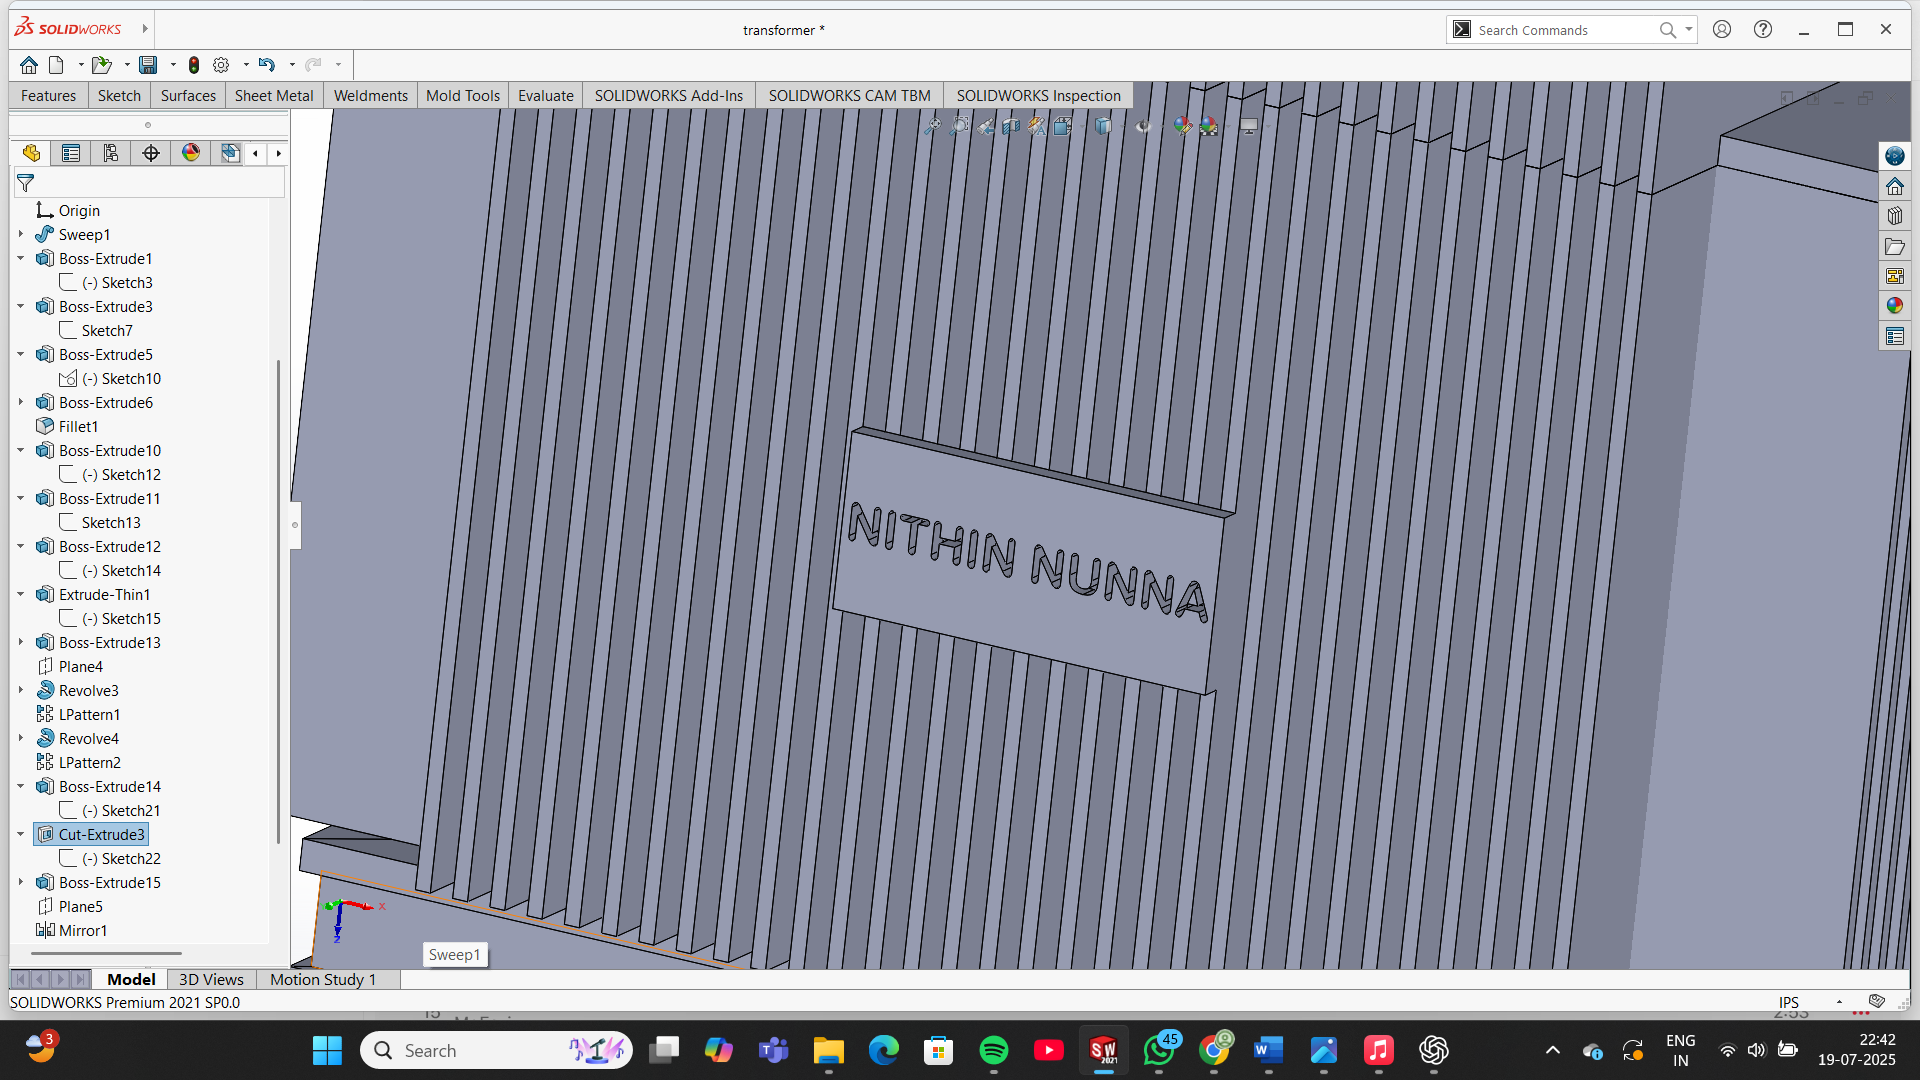 SOLIDWORKS
transformer *
Search Commands
Features
Sketch
Surfaces
Sheet Metal
Weldments
Mold Tools
Evaluate
SOLIDWORKS Add-Ins
SOLIDWORKS CAM TBM
SOLIDWORKS Inspection
Origin
Sweep1
Boss-Extrude1
(-) Sketch3
Boss-Extrude3
Sketch7
Boss-Extrude5
(-) Sketch10
Boss-Extrude6
Fillet1
Boss-Extrude10
(-) Sketch12
Boss-Extrude11
Sketch13
Boss-Extrude12
(-) Sketch14
Extrude-Thin1
(-) Sketch15
Boss-Extrude13
Plane4
Revolve3
LPattern1
Revolve4
LPattern2
Boss-Extrude14
(-) Sketch21
Cut-Extrude3
(-) Sketch22
Boss-Extrude15
Plane5
Mirror1
NITHIN NUNNA
X
Z
Sweep1
Model
3D Views
Motion Study 1
SOLIDWORKS Premium 2021 SP0.0
IPS
3
Search
SW
2021
45
W
ENG
IN
22:42
19-07-2025